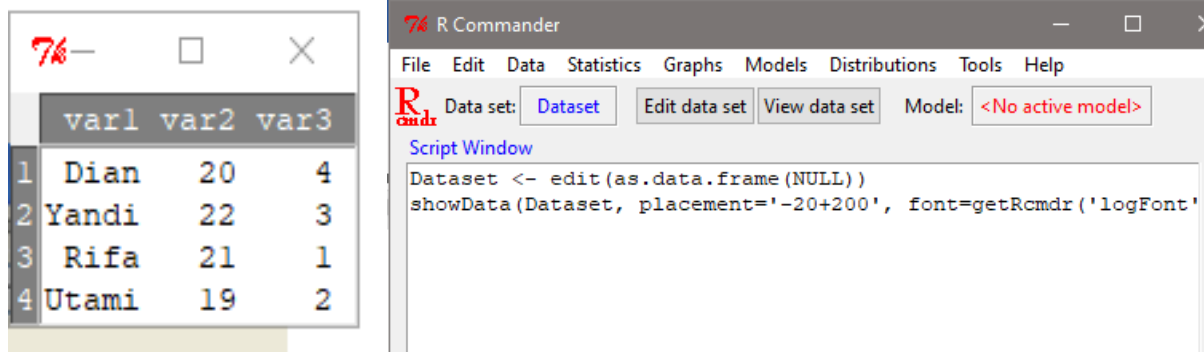 var1 var2 var3
1 Dian 20 4
2 Yandi 22 3
3 Rifa 21 1
4 Utami 19 2
R Commander
File Edit Data Statistics Graphs Models Distributions Tools Help
R cmdr Data set: Dataset Edit data set View data set Model: <No active model>
Script Window
Dataset <- edit(as.data.frame(NULL))
showData(Dataset, placement='-20+200', font=getRcmdr('logFont'